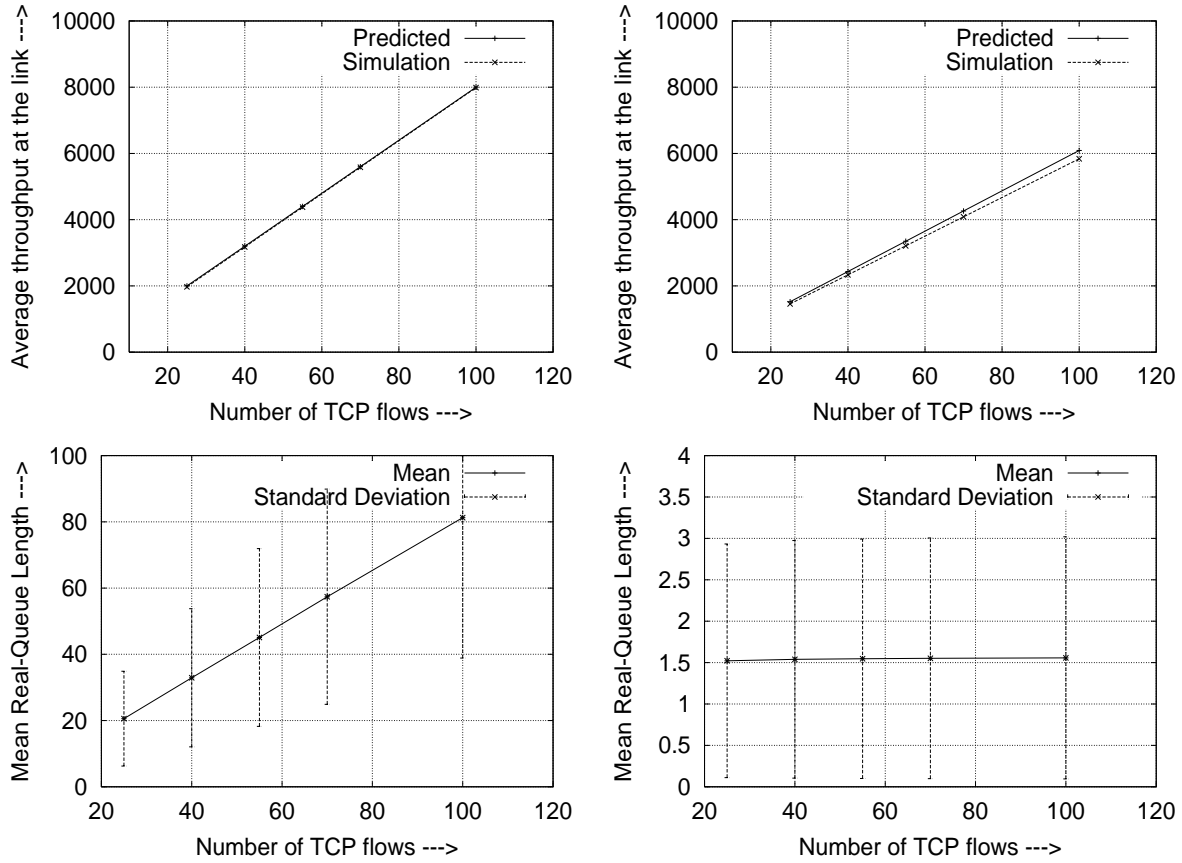 10000
8000
6000
4000
2000
0
Average throughput at the link --->
Predicted
Simulation
20 40 60 80 100 120
Number of TCP flows --->
10000
8000
6000
4000
2000
0
Average throughput at the link --->
Predicted
Simulation
20 40 60 80 100 120
Number of TCP flows --->
100
80
60
40
20
0
Mean Real-Queue Length --->
Mean
Standard Deviation
20 40 60 80 100 120
Number of TCP flows --->
4
3.5
3
2.5
2
1.5
1
0.5
0
Mean Real-Queue Length --->
Mean
Standard Deviation
20 40 60 80 100 120
Number of TCP flows --->